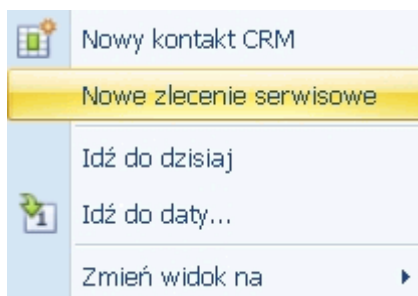 Nowy kontakt CRM
Nowe zlecenie serwisowe
Idź do dzisiaj
Idź do daty...
Zmień widok na